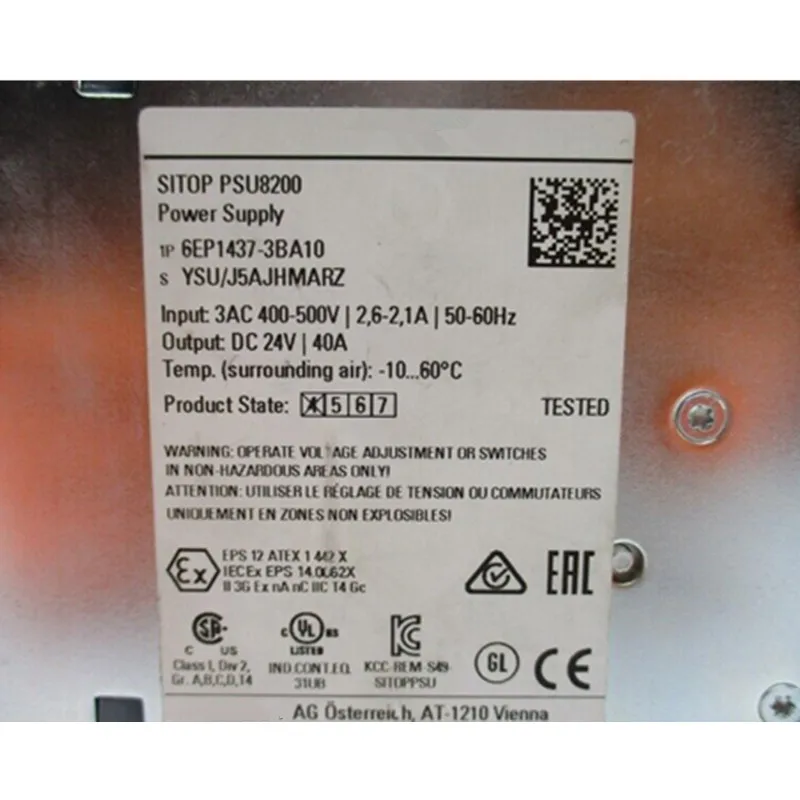 SITOP PSU8200
Power Supply
1P 6EP1437-3BA10
S YSU/J5AJHMARZ
Input: 3AC 400-500V | 2,6-2,1A | 50-60Hz
Output: DC 24V | 40A
Temp. (surrounding air): -10...60°C
Product State: X 5 6 7
TESTED
WARNING: OPERATE VOLTAGE ADJUSTMENT OR SWITCHES
IN NON-HAZARDOUS AREAS ONLY!
ATTENTION: UTILISER LE RÉGLAGE DE TENSION OU COMMUTATEURS
UNIQUEMENT EN ZONES NON EXPLOSIBLES!
Ex
EPS 12 ATEX 1 442 X
IECEx EPS 14.0062X
II 3G Ex nA nC IIC T4 Gc
EAC
SA
C US
Class I, Div 2,
Gr. A,B,C,D,T4
c UL US
LISTED
IND.CONT.EQ.
31UB
KC
KCC-REM-S49-
SITOPPSU
GL
CE
AG Österreich, AT-1210 Vienna